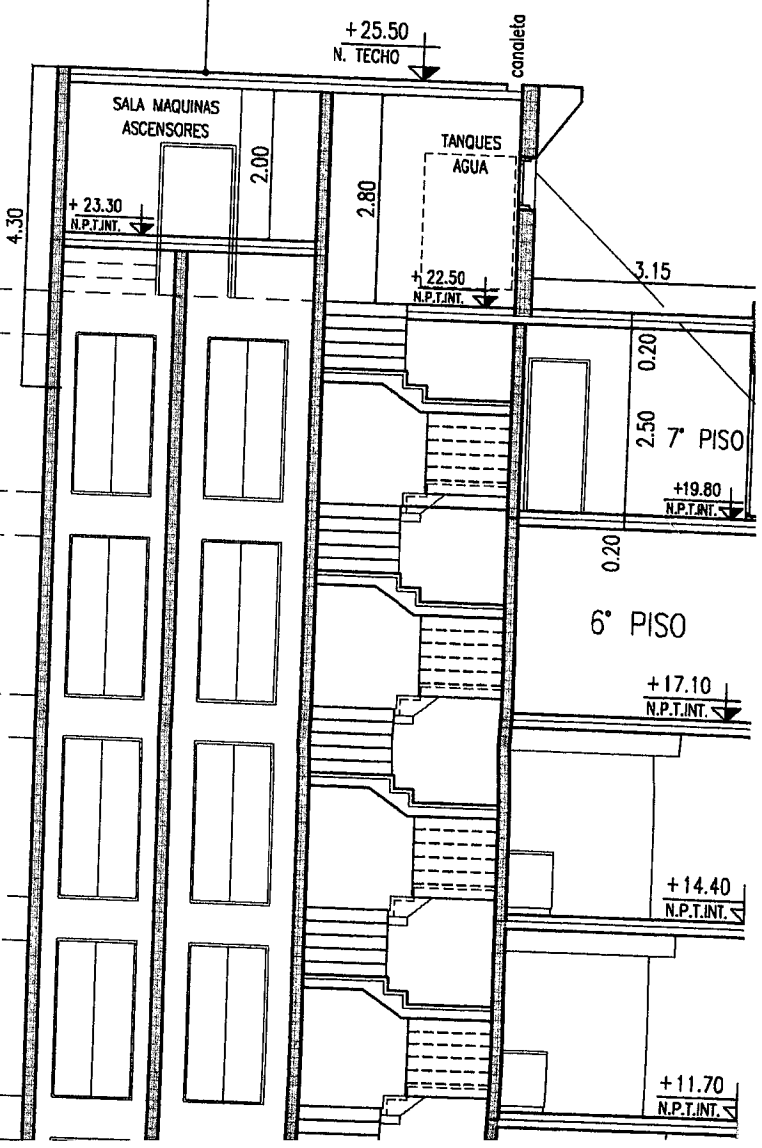 +25.50
N. TECHO
canaleta
SALA MAQUINAS
ASCENSORES
2.00
TANQUES
AGUA
2.80
4.30
+ 23.30
N.P.T.INT.
+ 22.50
N.P.T.INT.
3.15
0.20
2.50
7° PISO
+19.80
N.P.T.INT.
0.20
6° PISO
+17.10
N.P.T.INT.
+14.40
N.P.T.INT.
+11.70
N.P.T.INT.